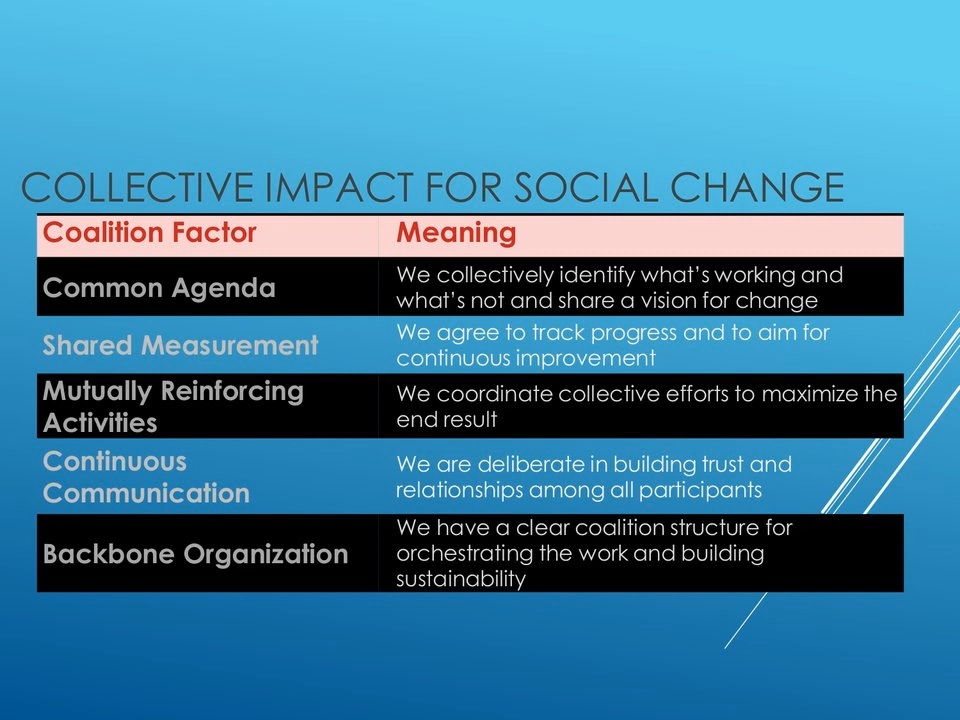 COLLECTIVE IMPACT FOR SOCIAL CHANGE
Coalition Factor
Meaning
Common Agenda
We collectively identify what's working and
what's not and share a vision for change
Shared Measurement
We agree to track progress and to aim for
continuous improvement
Mutually Reinforcing
Activities
We coordinate collective efforts to maximize the
end result
Continuous
Communication
We are deliberate in building trust and
relationships among all participants
Backbone Organization
We have a clear coalition structure for
orchestrating the work and building
sustainability